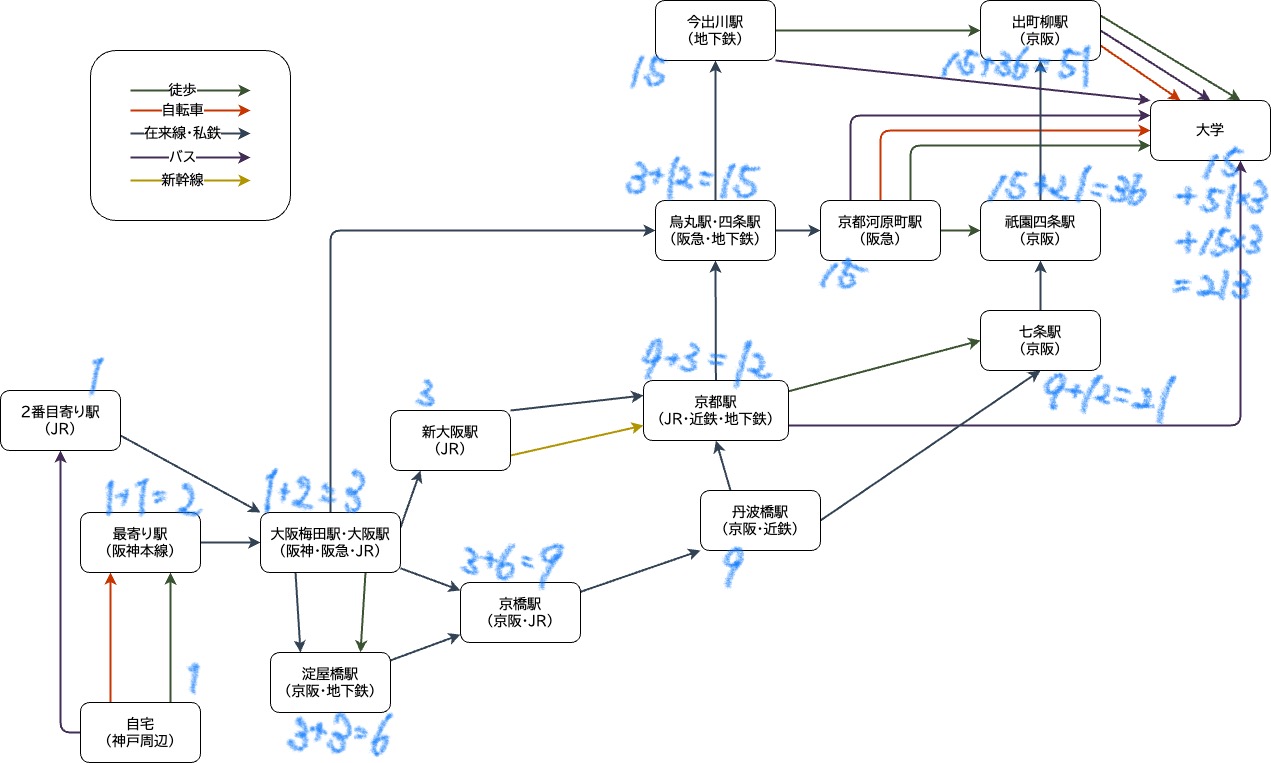 今出川駅
(地下鉄)
15
出町柳駅
(京阪)
15+36=51
徒歩
自転車
在来線・私鉄
バス
新幹線
大学
15
+51×3
+15×3
=213
3+12=15
烏丸駅・四条駅
(阪急・地下鉄)
京都河原町駅
(阪急)
15
15+21=36
祇園四条駅
(京阪)
七条駅
(京阪)
9+12=21
1
2番目寄り駅
(JR)
3
新大阪駅
(JR)
9+3=12
京都駅
(JR・近鉄・地下鉄)
1+1=2
最寄り駅
(阪神本線)
1+2=3
大阪梅田駅・大阪駅
(阪神・阪急・JR)
丹波橋駅
(京阪・近鉄)
9
3+6=9
京橋駅
(京阪・JR)
淀屋橋駅
(京阪・地下鉄)
3+3=6
1
自宅
(神戸周辺)